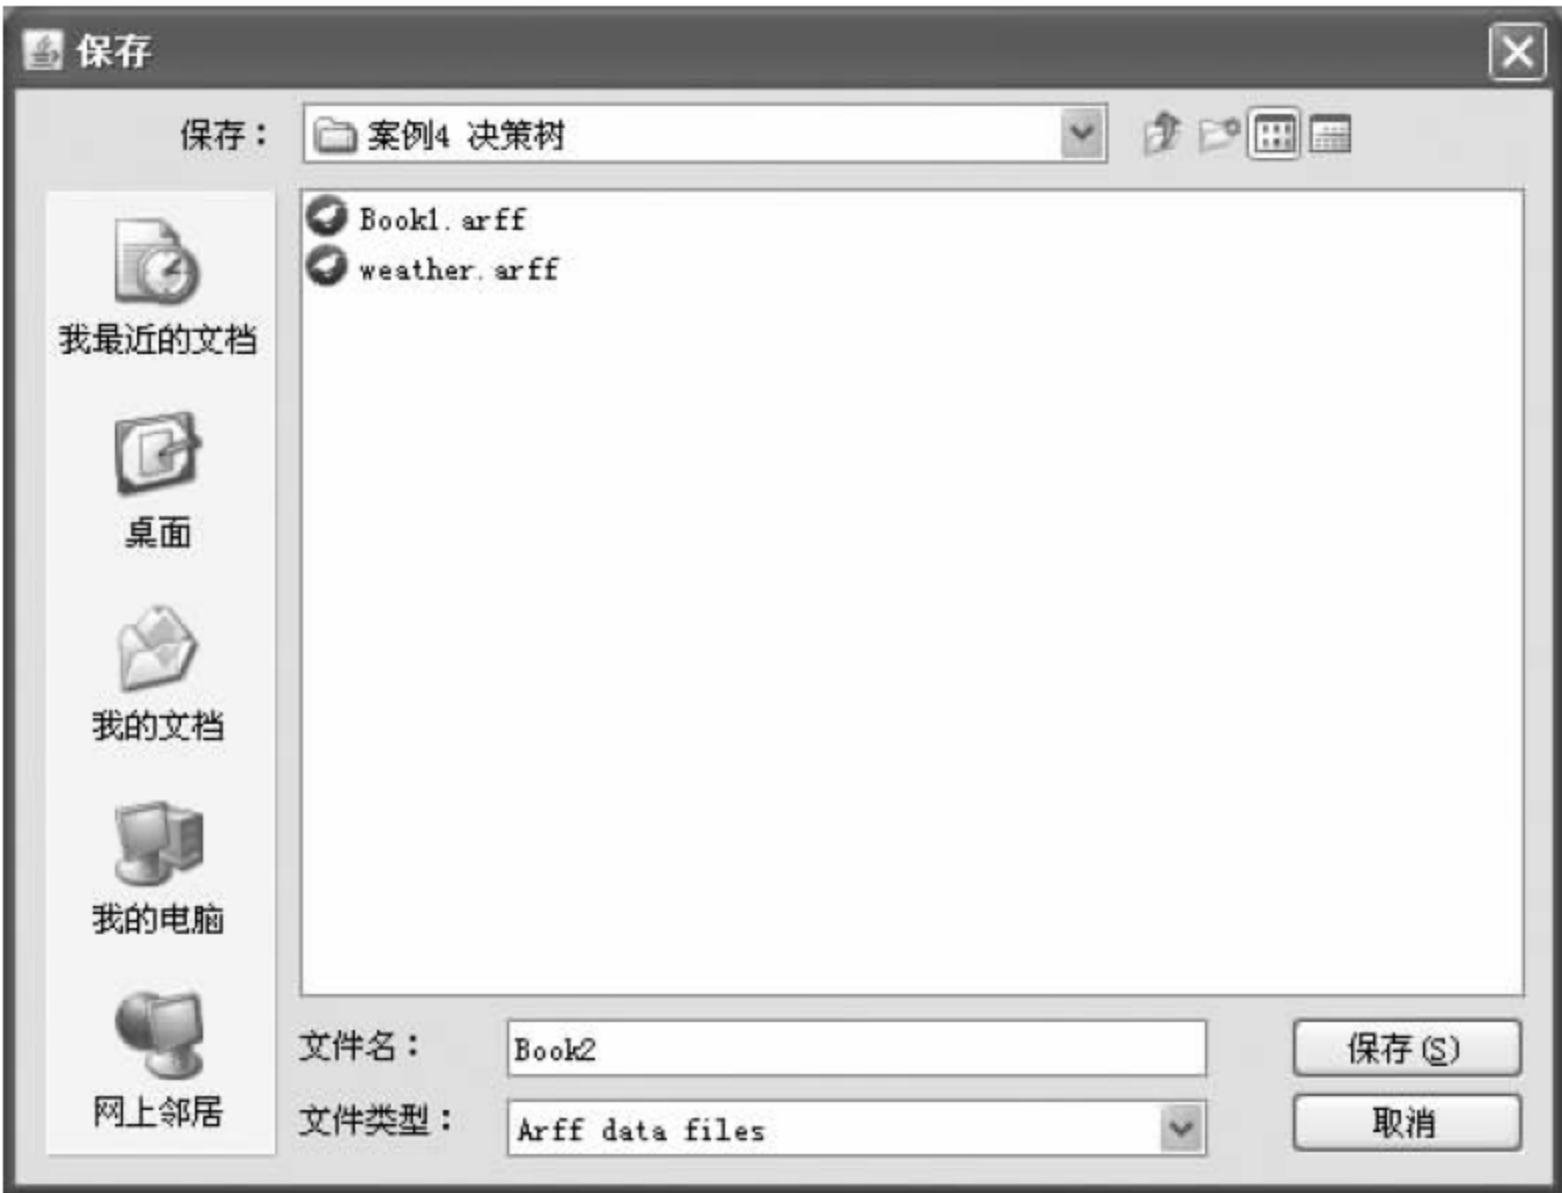 保存
保存： 案例4 决策树
Book1.arff
weather.arff
我最近的文档
桌面
我的文档
我的电脑
网上邻居
文件名： Book2 保存(S)
文件类型： Arff data files 取消